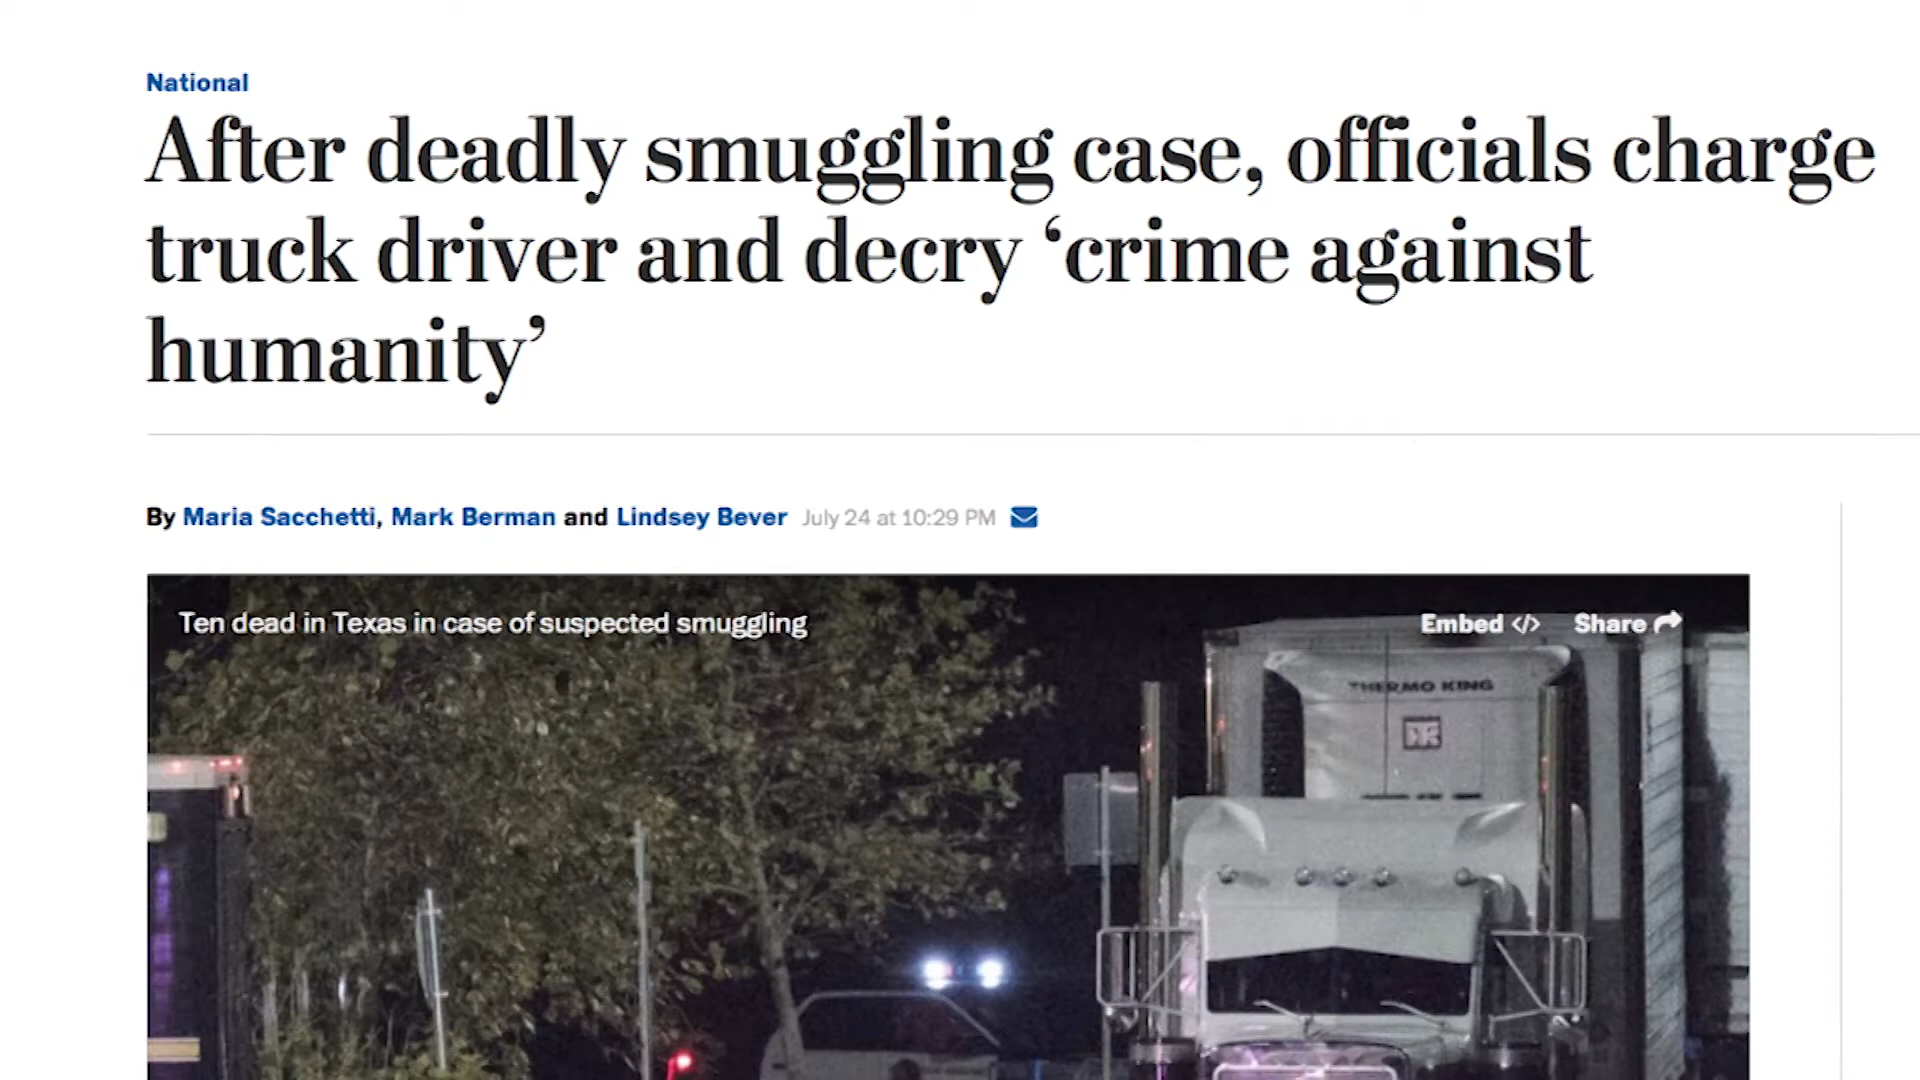 National
After deadly smuggling case, officials charge
truck driver and decry ‘crime against
humanity’
By Maria Sacchetti, Mark Berman and Lindsey Bever July 24 at 10:29 PM
Ten dead in Texas in case of suspected smuggling
Embed </> Share
THERMO KING